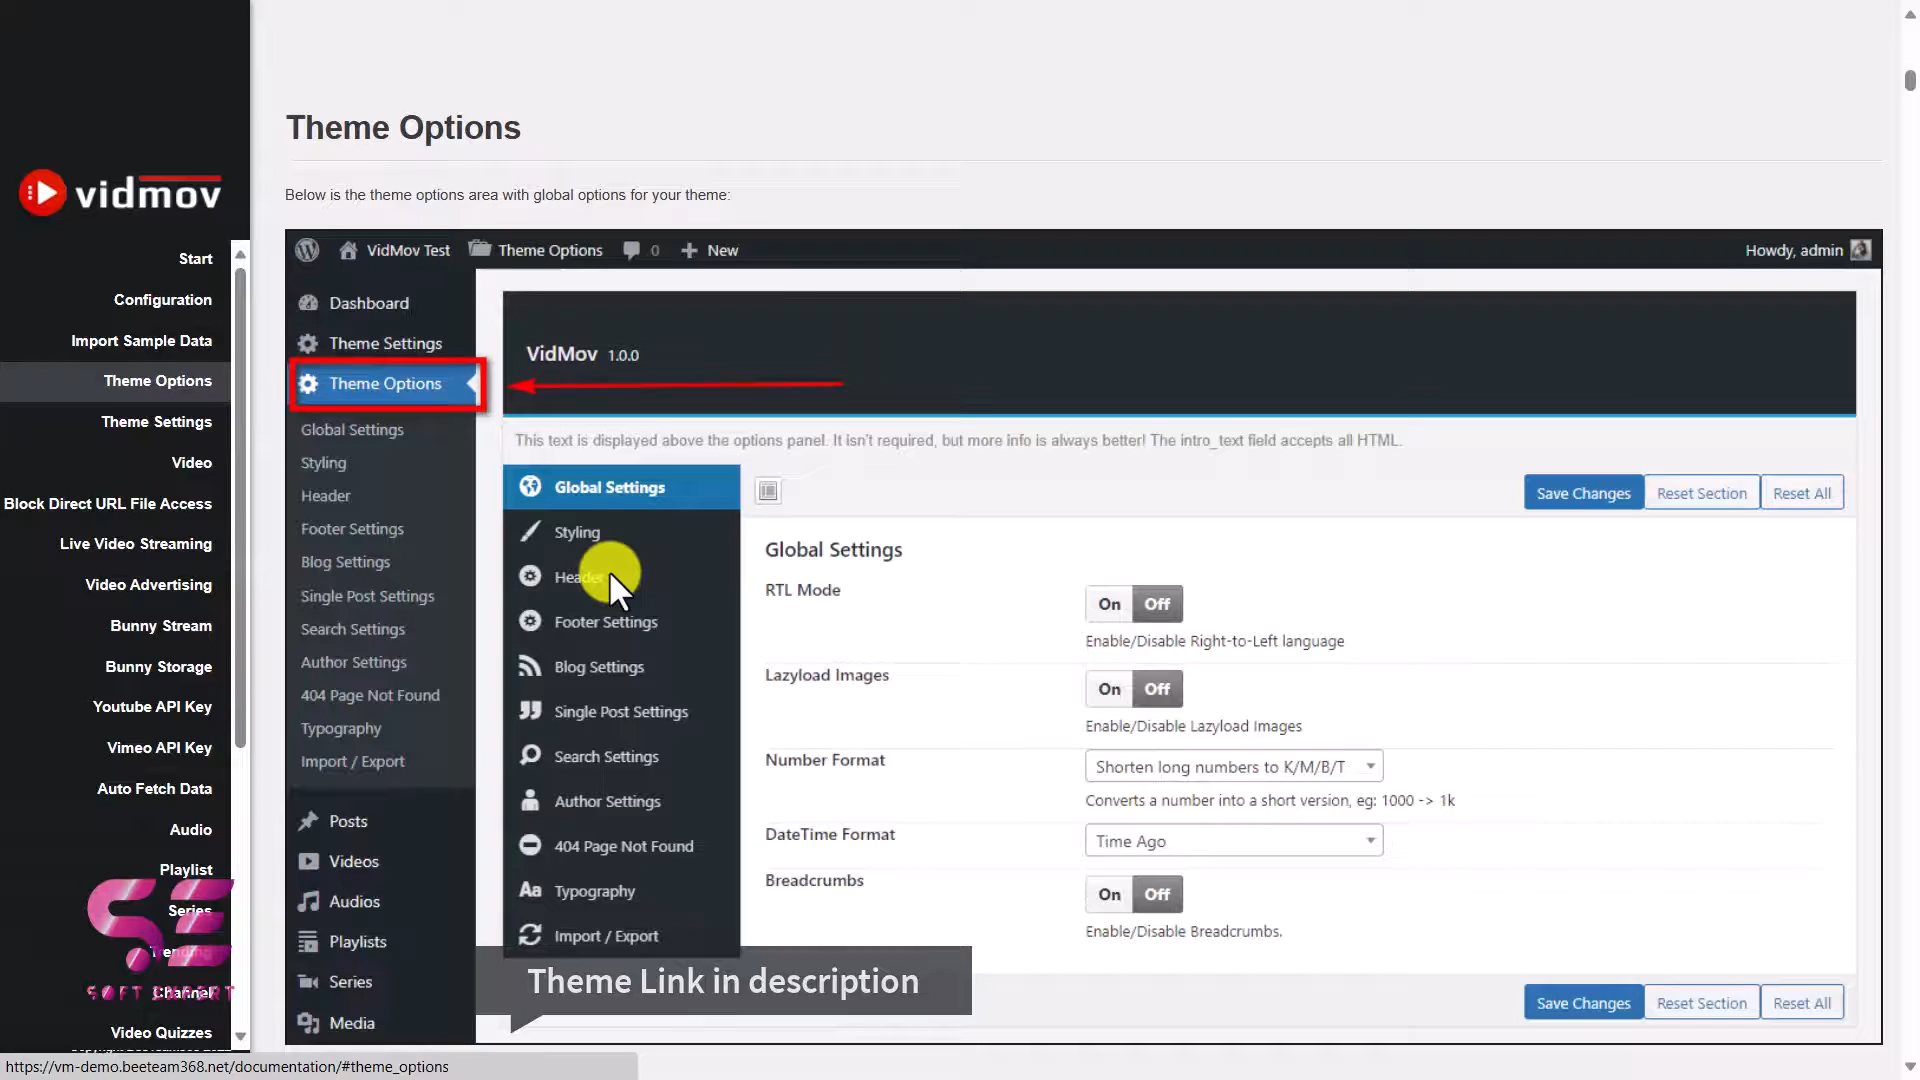 vidmov
Start
Configuration
Import Sample Data
Theme Options
Theme Settings
Video
Block Direct URL File Access
Live Video Streaming
Video Advertising
Bunny Stream
Bunny Storage
Youtube API Key
Vimeo API Key
Auto Fetch Data
Audio
Playlist
Series
Trending
Channel
Video Quizzes
SE
SOFT EXPERT
Theme Options
Below is the theme options area with global options for your theme:
VidMov Test
Theme Options
0
New
Howdy, admin
Dashboard
Theme Settings
Theme Options
Global Settings
Styling
Header
Footer Settings
Blog Settings
Single Post Settings
Search Settings
Author Settings
404 Page Not Found
Typography
Import / Export
Posts
Videos
Audios
Playlists
Series
Media
VidMov 1.0.0
This text is displayed above the options panel. It isn't required, but more info is always better! The intro_text field accepts all HTML.
Global Settings
Styling
Header
Footer Settings
Blog Settings
Single Post Settings
Search Settings
Author Settings
404 Page Not Found
Typography
Import / Export
Save Changes
Reset Section
Reset All
Global Settings
RTL Mode
On Off
Enable/Disable Right-to-Left language
Lazyload Images
On Off
Enable/Disable Lazyload Images
Number Format
Shorten long numbers to K/M/B/T
Converts a number into a short version, eg: 1000 -> 1k
DateTime Format
Time Ago
Breadcrumbs
On Off
Enable/Disable Breadcrumbs.
Save Changes
Reset Section
Reset All
Theme Link in description
https://vm-demo.beeteam368.net/documentation/#theme_options